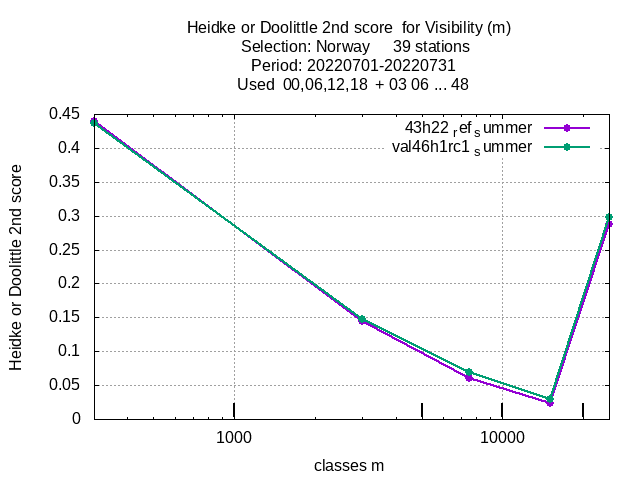 Heidke or Doolittle 2nd score  for Visibility (m)
Selection: Norway     39 stations
Period: 20220701-20220731
Used  00,06,12,18  + 03 06 ... 48
43h22 refsummer
val46h1rc1 summer
0.45
0.4
0.35
0.3
0.25
0.2
0.15
0.1
0.05
0
Heidke or Doolittle 2nd score
1000
10000
classes m